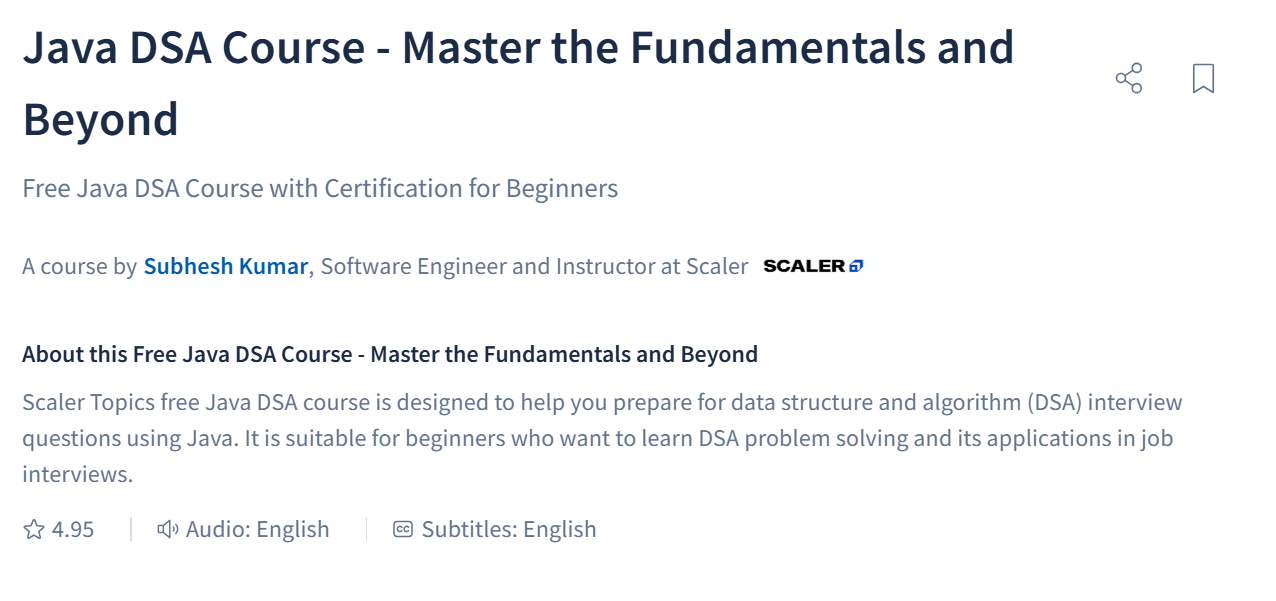 Java DSA Course - Master the Fundamentals and
Beyond
Free Java DSA Course with Certification for Beginners
A course by Subhesh Kumar, Software Engineer and Instructor at Scaler SCALER
About this Free Java DSA Course - Master the Fundamentals and Beyond
Scaler Topics free Java DSA course is designed to help you prepare for data structure and algorithm (DSA) interview
questions using Java. It is suitable for beginners who want to learn DSA problem solving and its applications in job
interviews.
4.95 Audio: English CC Subtitles: English